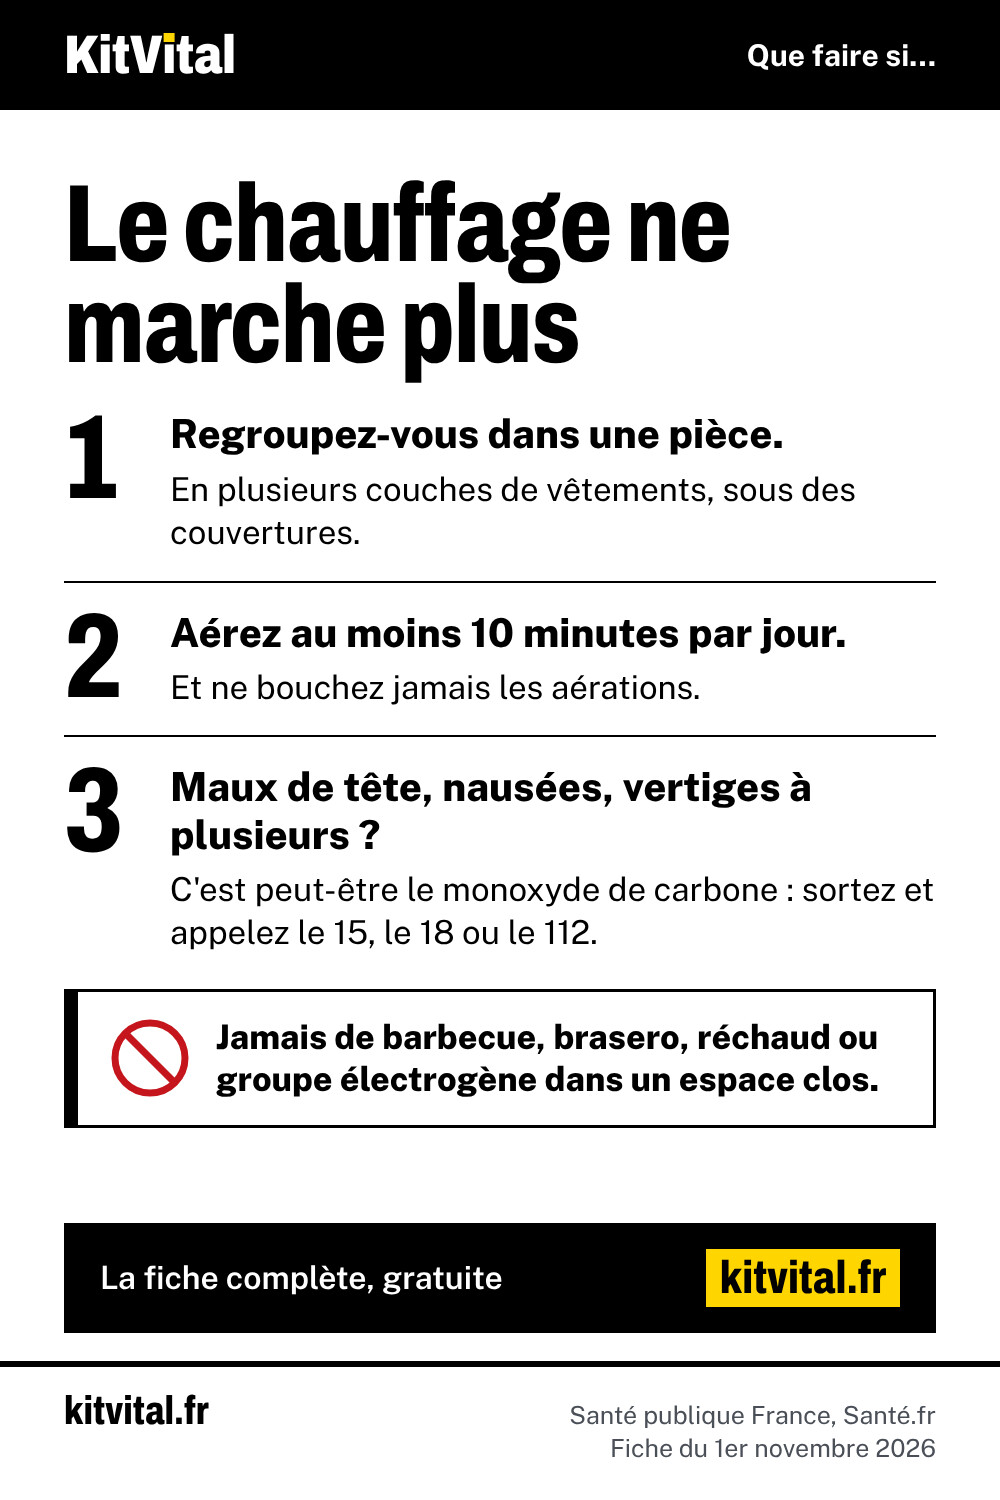 KitVital
Que faire si...
Le chauffage ne
marche plus
1
Regroupez-vous dans une pièce.
En plusieurs couches de vêtements, sous des
couvertures.
2
Aérez au moins 10 minutes par jour.
Et ne bouchez jamais les aérations.
3
Maux de tête, nausées, vertiges à
plusieurs ?
C'est peut-être le monoxyde de carbone : sortez et
appelez le 15, le 18 ou le 112.
Jamais de barbecue, brasero, réchaud ou
groupe électrogène dans un espace clos.
La fiche complète, gratuite
kitvital.fr
kitvital.fr
Santé publique France, Santé.fr
Fiche du 1er novembre 2026